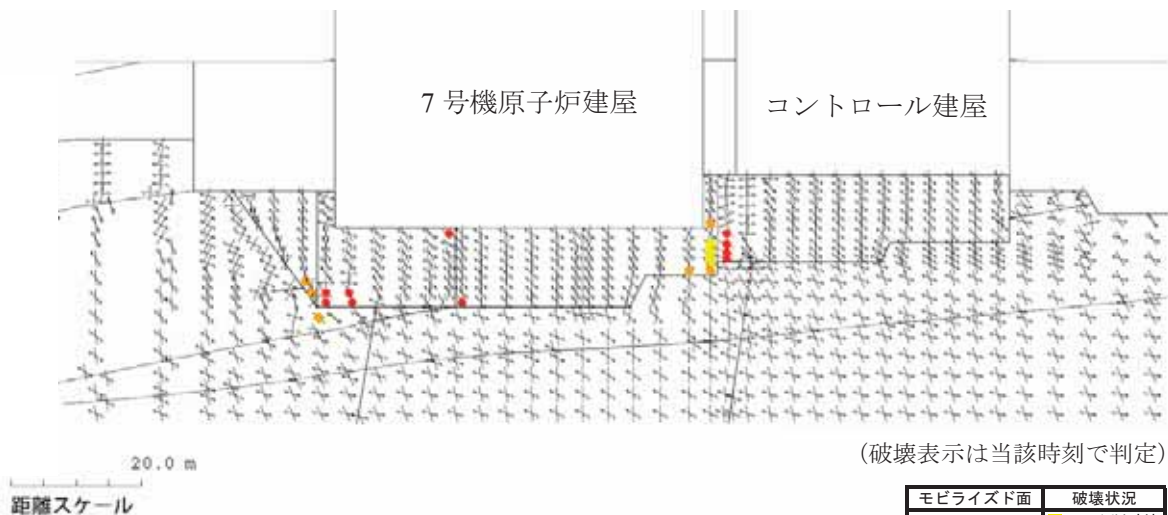 7号機原子炉建屋
コントロール建屋
(破壊表示は当該時刻で判定)
20.0 m
距離スケール
モビライズド面 破壊状況